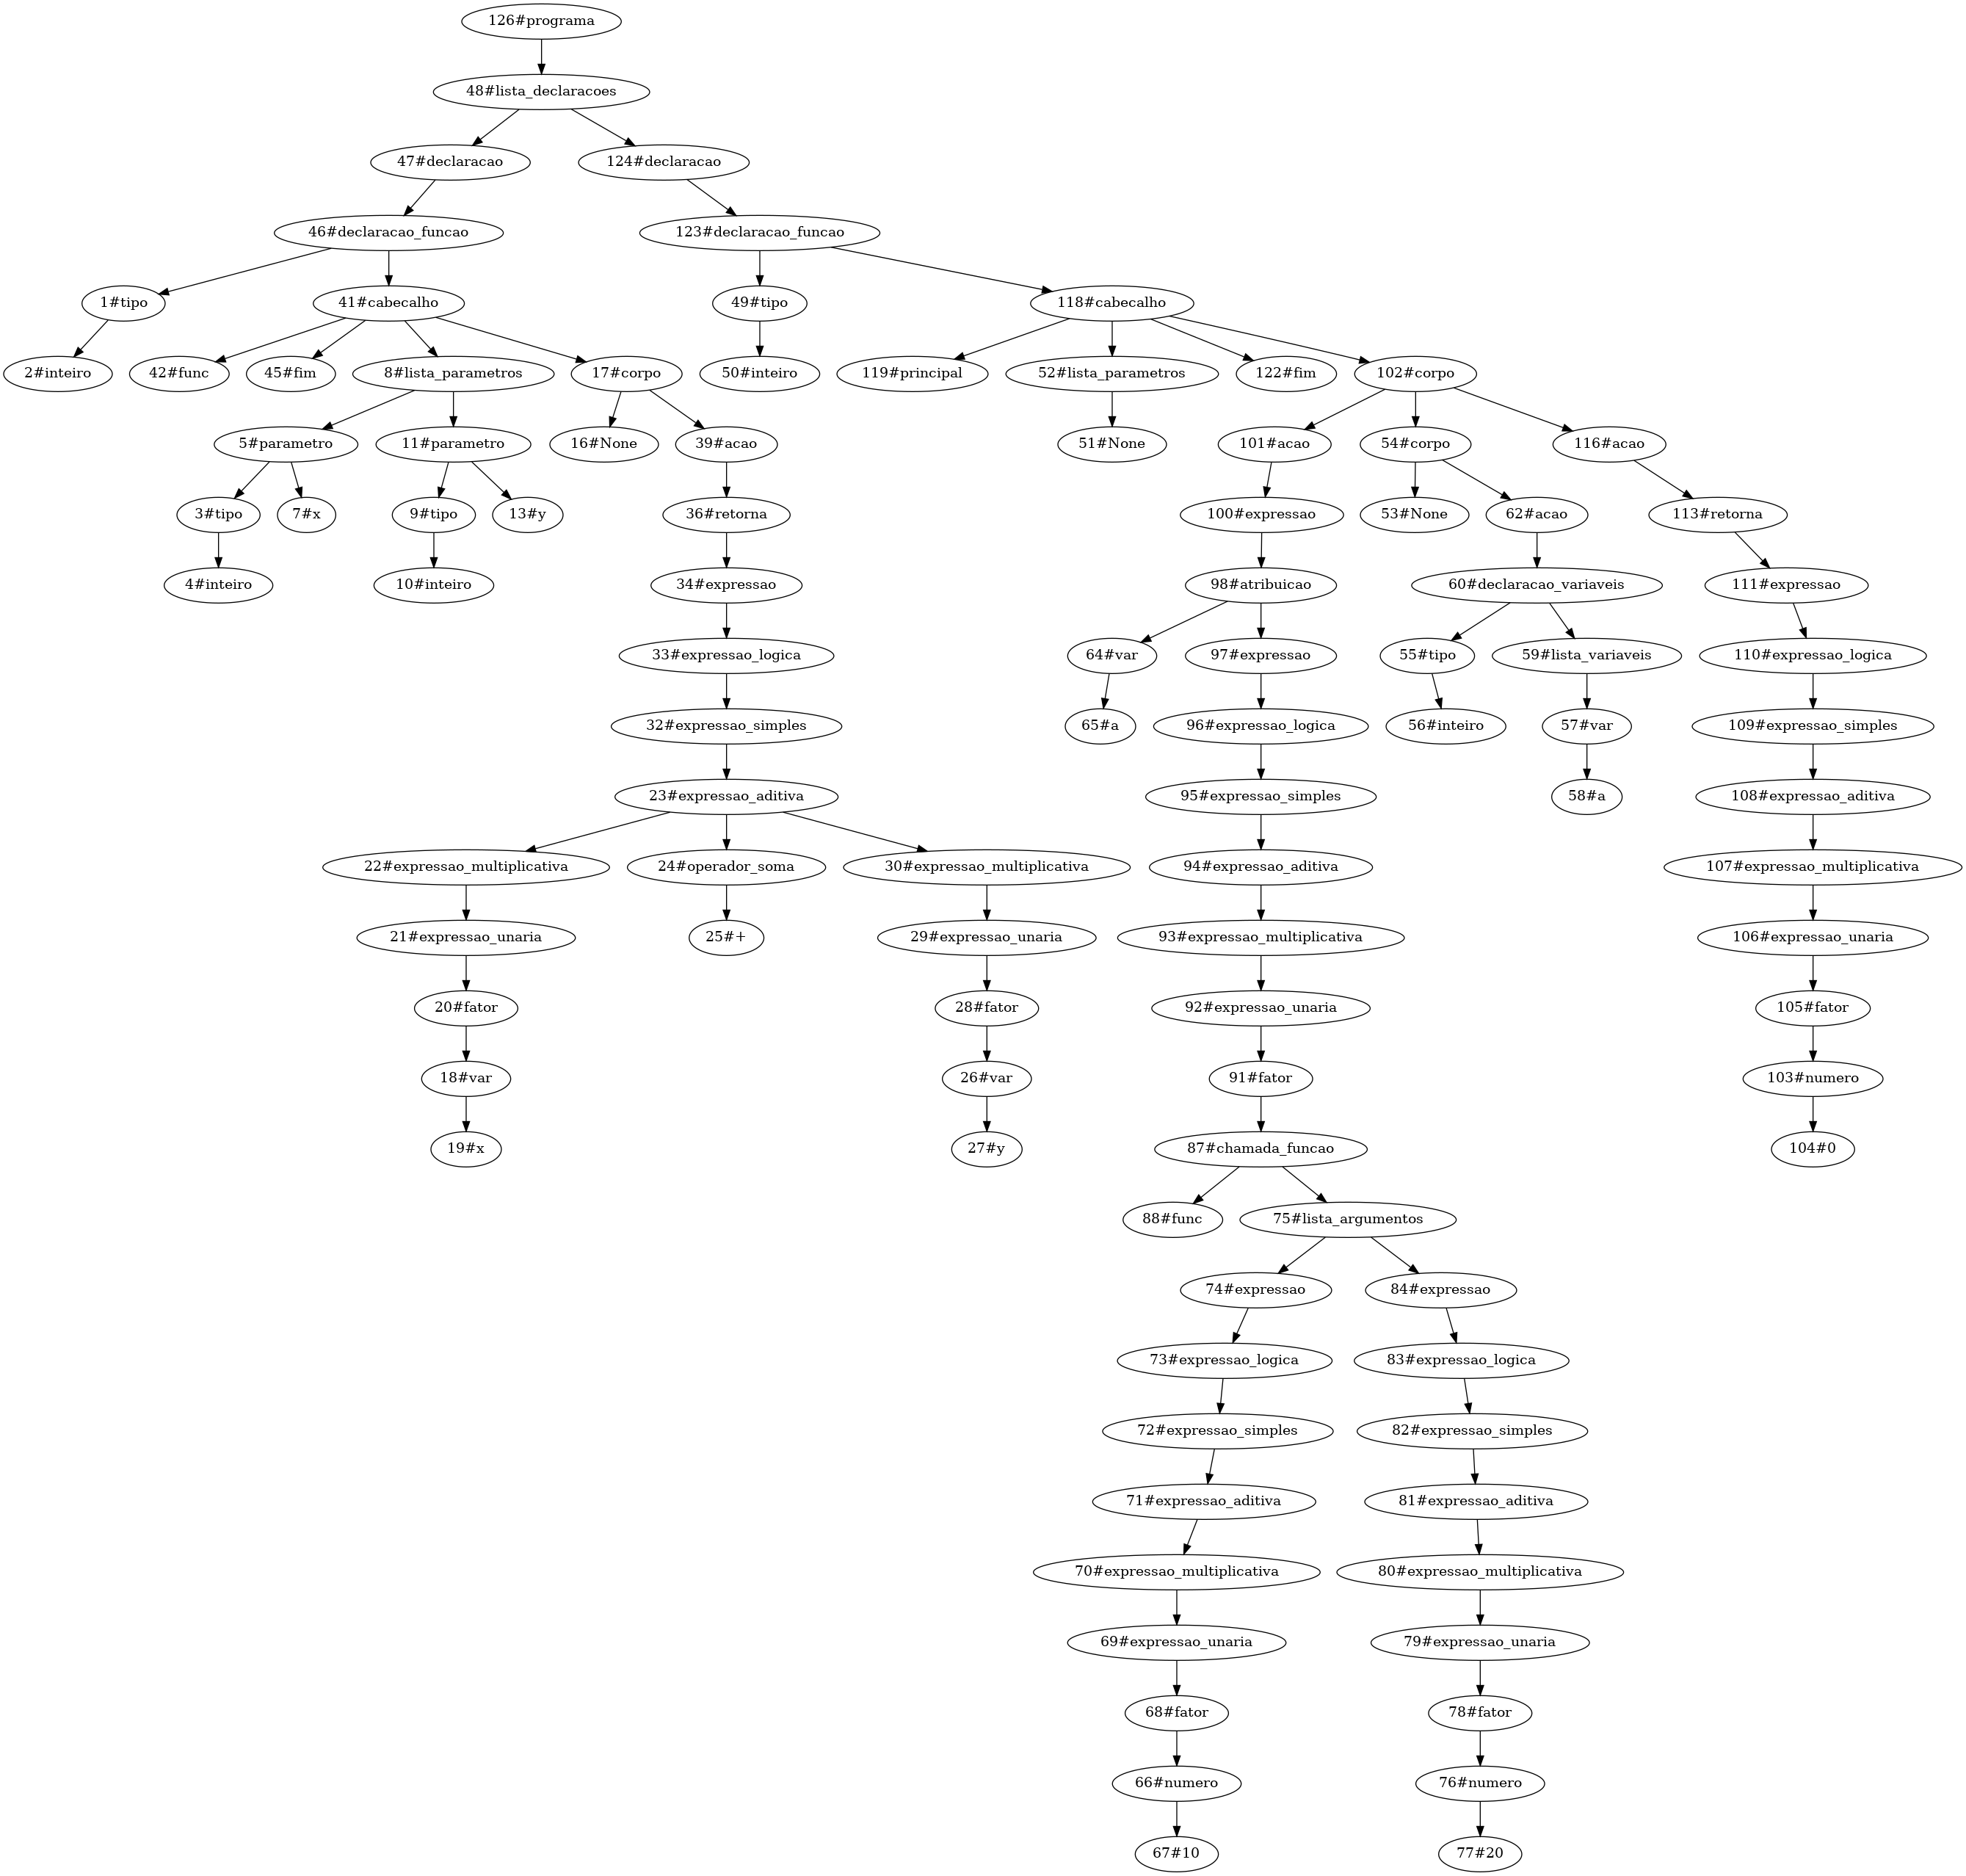 126#programa
48#lista_declaracoes
47#declaracao
124#declaracao
46#declaracao_funcao
123#declaracao_funcao
1#tipo
41#cabecalho
49#tipo
118#cabecalho
2#inteiro
42#func
45#fim
8#lista_parametros
17#corpo
50#inteiro
119#principal
52#lista_parametros
122#fim
102#corpo
5#parametro
11#parametro
16#None
39#acao
51#None
101#acao
54#corpo
116#acao
3#tipo
7#x
9#tipo
13#y
36#retorna
100#expressao
53#None
62#acao
113#retorna
4#inteiro
10#inteiro
34#expressao
98#atribuicao
60#declaracao_variaveis
111#expressao
33#expressao_logica
64#var
97#expressao
55#tipo
59#lista_variaveis
110#expressao_logica
32#expressao_simples
65#a
96#expressao_logica
56#inteiro
57#var
109#expressao_simples
23#expressao_aditiva
95#expressao_simples
58#a
108#expressao_aditiva
22#expressao_multiplicativa
24#operador_soma
30#expressao_multiplicativa
94#expressao_aditiva
107#expressao_multiplicativa
21#expressao_unaria
25#+
29#expressao_unaria
93#expressao_multiplicativa
106#expressao_unaria
20#fator
28#fator
92#expressao_unaria
105#fator
18#var
26#var
91#fator
103#numero
19#x
27#y
87#chamada_funcao
104#0
88#func
75#lista_argumentos
74#expressao
84#expressao
73#expressao_logica
83#expressao_logica
72#expressao_simples
82#expressao_simples
71#expressao_aditiva
81#expressao_aditiva
70#expressao_multiplicativa
80#expressao_multiplicativa
69#expressao_unaria
79#expressao_unaria
68#fator
78#fator
66#numero
76#numero
67#10
77#20